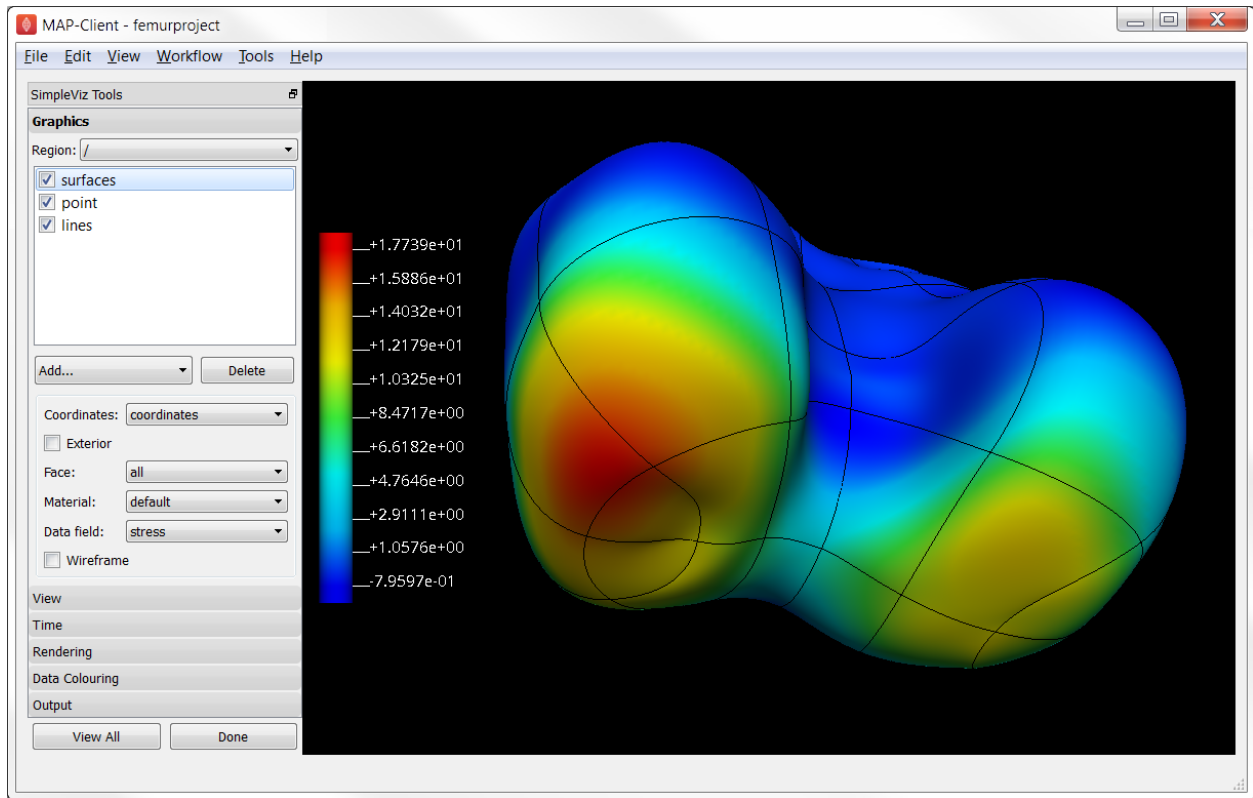 MAP-Client - femurproject
File Edit View Workflow Tools Help
SimpleViz Tools
Graphics
Region: /
surfaces
point
lines
Add... Delete
Coordinates: coordinates
Exterior
Face: all
Material: default
Data field: stress
Wireframe
View
Time
Rendering
Data Colouring
Output
View All Done
+1.7739e+01
+1.5886e+01
+1.4032e+01
+1.2179e+01
+1.0325e+01
+8.4717e+00
+6.6182e+00
+4.7646e+00
+2.9111e+00
+1.0576e+00
-7.9597e-01